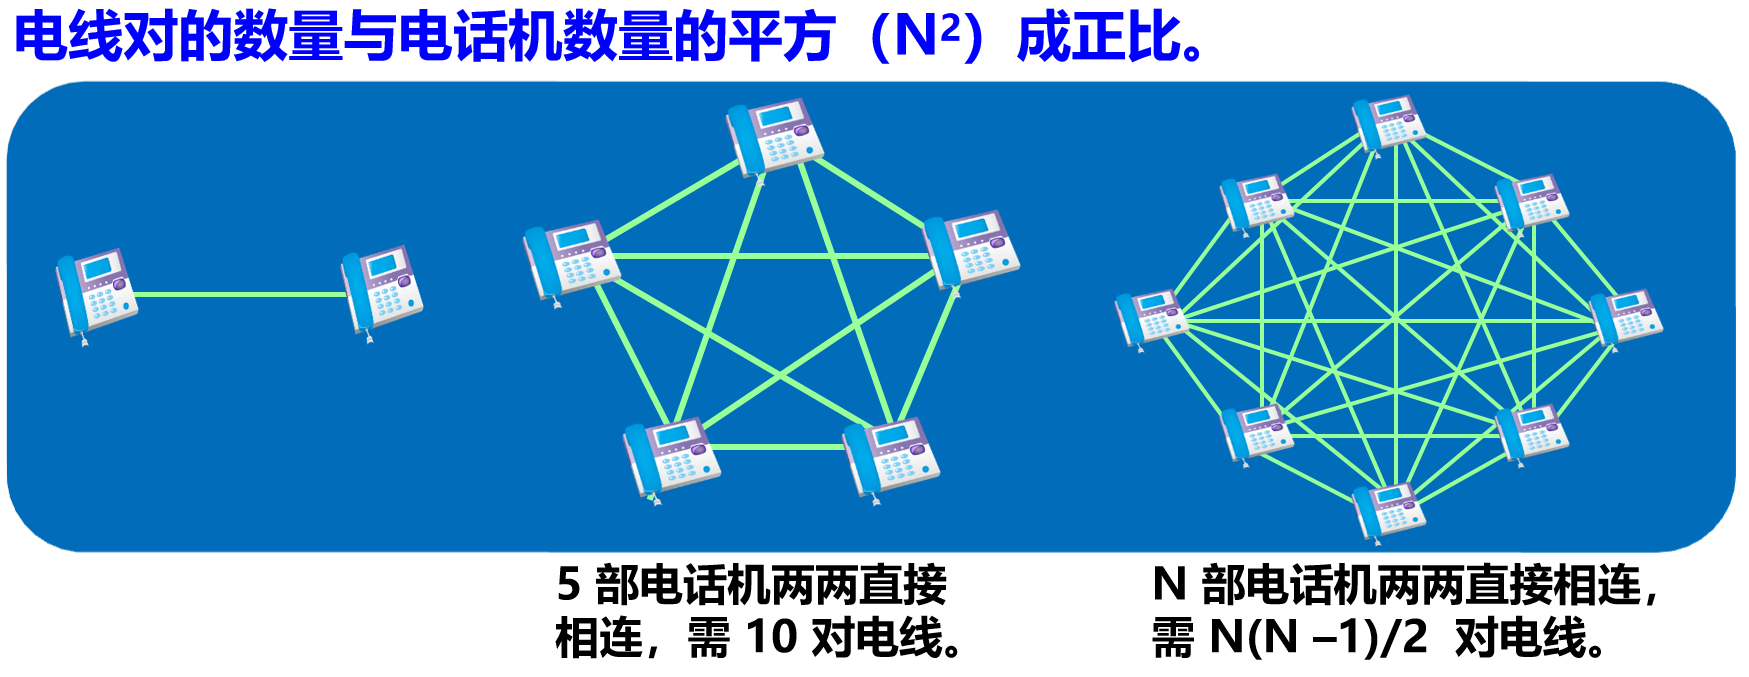 电线对的数量与电话机数量的平方（N²）成正比。
5 部电话机两两直接
相连，需 10 对电线。
N 部电话机两两直接相连，
需 N(N –1)/2 对电线。